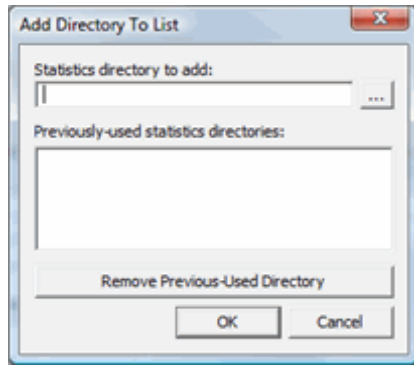 Add Directory To List
Statistics directory to add:
...
Previously-used statistics directories:
Remove Previous-Used Directory
OK Cancel